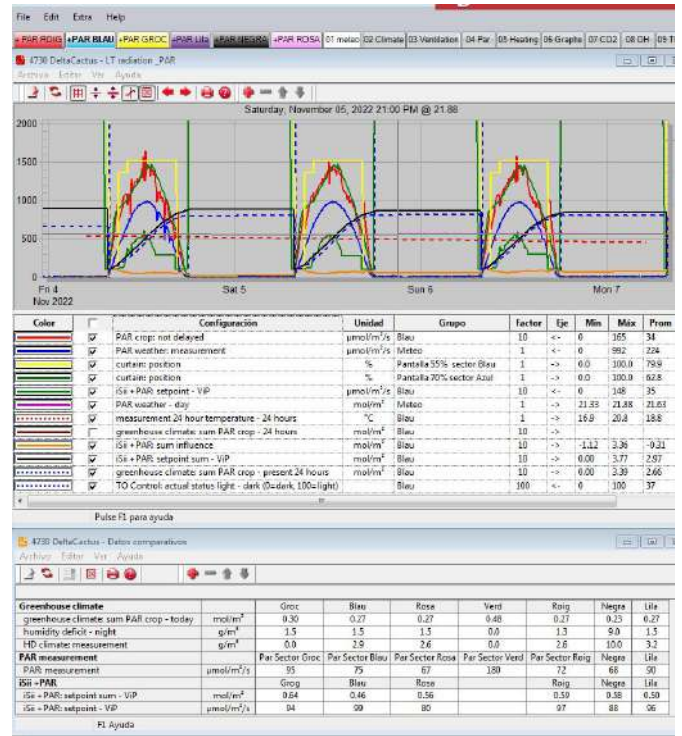 File Edit Extra Help
+PAR ROIG +PAR BLAU +PAR GROC +PAR Lila +PAR NEGRA +PAR ROSA 01 meteo 02 Climate 03 Ventilation 04 Par 05 Heating 06 Graphs 07 CO2 08 OH 09 T
4730 DeltaCactus - LT radiation _PAR
Archivo Editar Ver Ayuda
Saturday, November 05, 2022 21:00 PM @ 21.88
2000
1500
1000
500
0
Fri 4 Sat 5 Sun 6 Mon 7
Nov 2022
Color Configuración Unidad Grupo Factor Eje Min Máx Prom
PAR crop: not delayed µmol/m²/s Blau 10 <- 0 165 34
PAR weather: measurement µmol/m²/s Meteo 1 <- 0 992 224
curtain: position % Pantalla 55% sector Blau 1 -> 0.0 100.0 79.9
curtain: position % Pantalla 70% sector Azul 1 -> 0.0 100.0 62.8
iSii +PAR: setpoint - ViP µmol/m²/s Blau 10 <- 0 148 35
PAR weather - day mol/m² Meteo 1 -> 21.33 21.88 21.63
measurement 24 hour temperature - 24 hours °C Blau 1 -> 16.9 20.8 18.8
greenhouse climate: sum PAR crop - 24 hours mol/m² Blau 10 ->
iSii +PAR: sum influence mol/m² Blau 10 -> -1.12 3.36 -0.31
iSii +PAR: setpoint sum - ViP mol/m² Blau 10 -> 0.00 3.77 2.97
greenhouse climate: sum PAR crop - present 24 hours mol/m² Blau 10 -> 0.00 3.39 2.66
TO Control: actual status light - dark (0=dark, 100=light) Blau 100 <- 0 100 37
Pulse F1 para ayuda
4730 DeltaCactus - Datos comparativos
Archivo Editar Ver Ayuda
Greenhouse climate Groc Blau Rosa Verd Roig Negra Lila
greenhouse climate: sum PAR crop - today mol/m² 0.30 0.27 0.27 0.48 0.27 0.23 0.27
humidity deficit - night g/m³ 1.5 1.5 1.5 0.0 1.3 9.0 1.5
HD climate: measurement g/m³ 0.0 2.9 2.6 0.0 2.6 10.0 3.2
PAR measurement Par Sector Groc Par Sector Blau Par Sector Rosa Par Sector Verd Par Sector Roig Negra Lila
PAR: measurement µmol/m²/s 95 75 67 180 72 68 90
iSii +PAR Grog Blau Rosa Roig Negra Lila
iSii + PAR: setpoint sum - ViP mol/m² 0.64 0.46 0.56 0.59 0.58 0.50
iSii + PAR: setpoint - ViP µmol/m²/s 94 99 80 97 88 96
F1 Ayuda